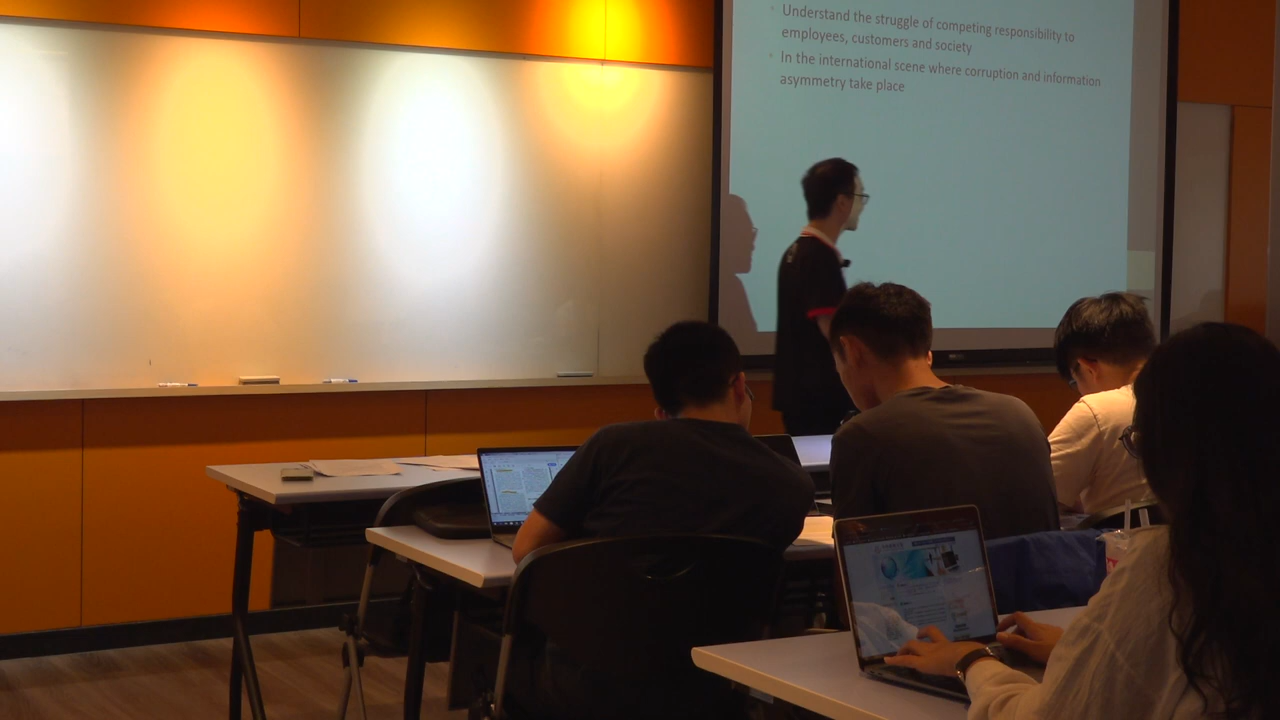 Understand the struggle of competing responsibility to
employees, customers and society
In the international scene where corruption and information
asymmetry take place